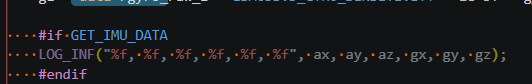 #if GET_IMU_DATA
LOG_INF("%f, %f, %f, %f, %f, %f", ax, ay, az, gx, gy, gz);
#endif